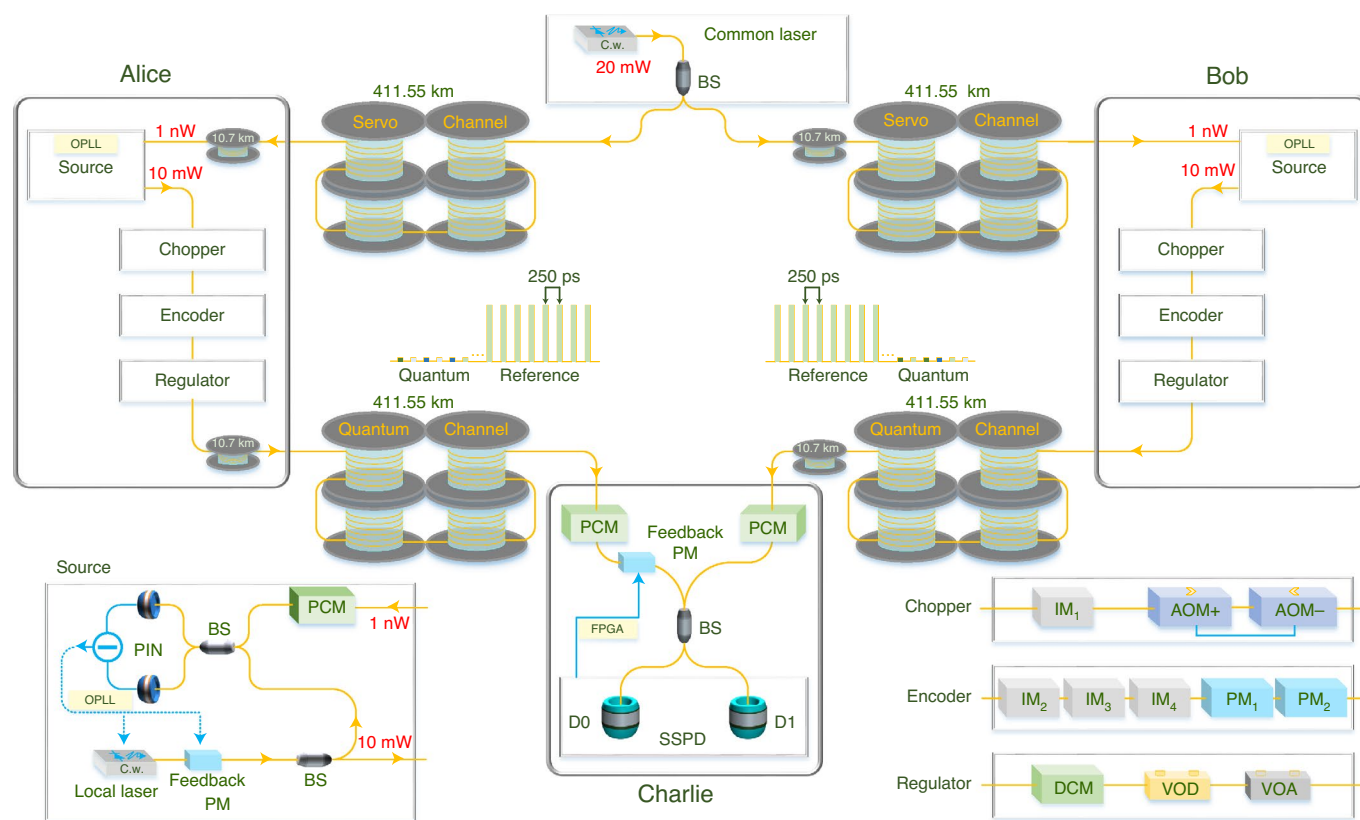 C.w.
20 mW
Common laser
BS
Alice
Bob
411.55 km
411.55 km
Servo Channel
Servo Channel
OPLL
Source
1 nW
10.7 km
10 mW
10.7 km
1 nW
OPLL
Source
10 mW
Chopper
Encoder
Regulator
Chopper
Encoder
Regulator
250 ps
250 ps
Quantum
Reference
Reference
Quantum
411.55 km
411.55 km
Quantum Channel
Quantum Channel
10.7 km
10.7 km
PCM
Feedback
PM
PCM
FPGA
BS
D0
D1
SSPD
Charlie
Source
PCM
1 nW
BS
PIN
OPLL
10 mW
C.w.
Local laser
Feedback
PM
BS
Chopper
IM1
AOM+
AOM–
Encoder
IM2
IM3
IM4
PM1
PM2
Regulator
DCM
VOD
VOA